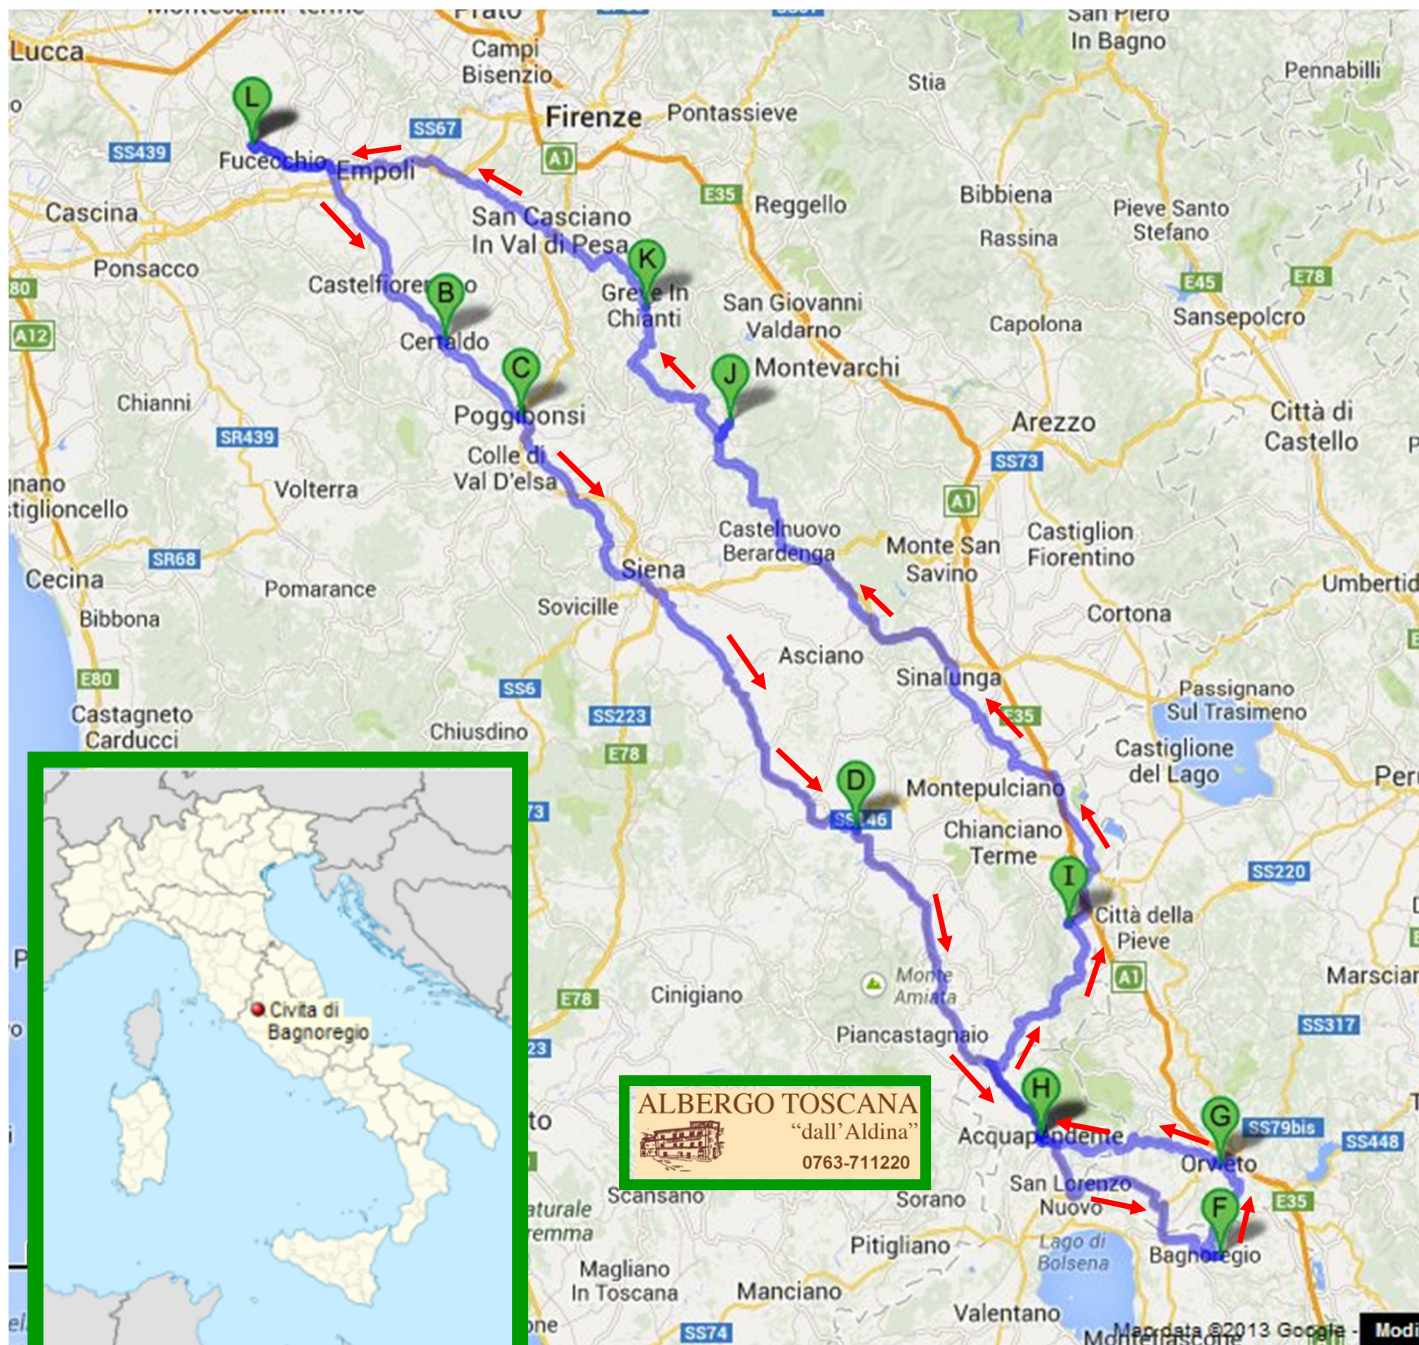 Prato
San Piero
In Bagno
Lucca
Campi
Bisenzio
Pennabilli
Stia
L
Firenze
Pontassieve
SS67
SS439
A1
Fucecchio
Empoli
E35
Bibbiena
Reggello
Cascina
San Casciano
In Val di Pesa
Pieve Santo
Stefano
Rassina
Ponsacco
K
E45
E78
80
Castelfiorentino
B
Greve In
Chianti
San Giovanni
Valdarno
Capolona
Sansepolcro
A12
Certaldo
C
J
Montevarchi
Chianni
Poggibonsi
Arezzo
Città di
Castello
SR439
Colle di
Val D'elsa
SS73
Volterra
A1
Castelnuovo
Berardenga
Monte San
Savino
Castiglion
Fiorentino
SR68
Cecina
Siena
Pomarance
Sovicille
Bibbona
Cortona
Asciano
Sinalunga
E80
SS6
Castagneto
Carducci
SS223
E35
Passignano
Sul Trasimeno
Chiusdino
E78
Castiglione
del Lago
D
Montepulciano
SS146
Chianciano
Terme
I
SS220
Città della
Pieve
A1
Monte
Amiata
Cinigiano
E78
Piancastagnaio
SS317
Civita di
Bagnoregio
H
G
ALBERGO TOSCANA
"dall'Aldina"
0763-711220
Acquapendente
SS79bis
SS448
Orvieto
San Lorenzo
Nuovo
Scansano
Sorano
E35
F
Pitigliano
Lago di
Bolsena
Bagnoregio
Magliano
In Toscana
Manciano
Valentano
SS74
Montefiascone
Map data ©2013 Google -
Modi
A1